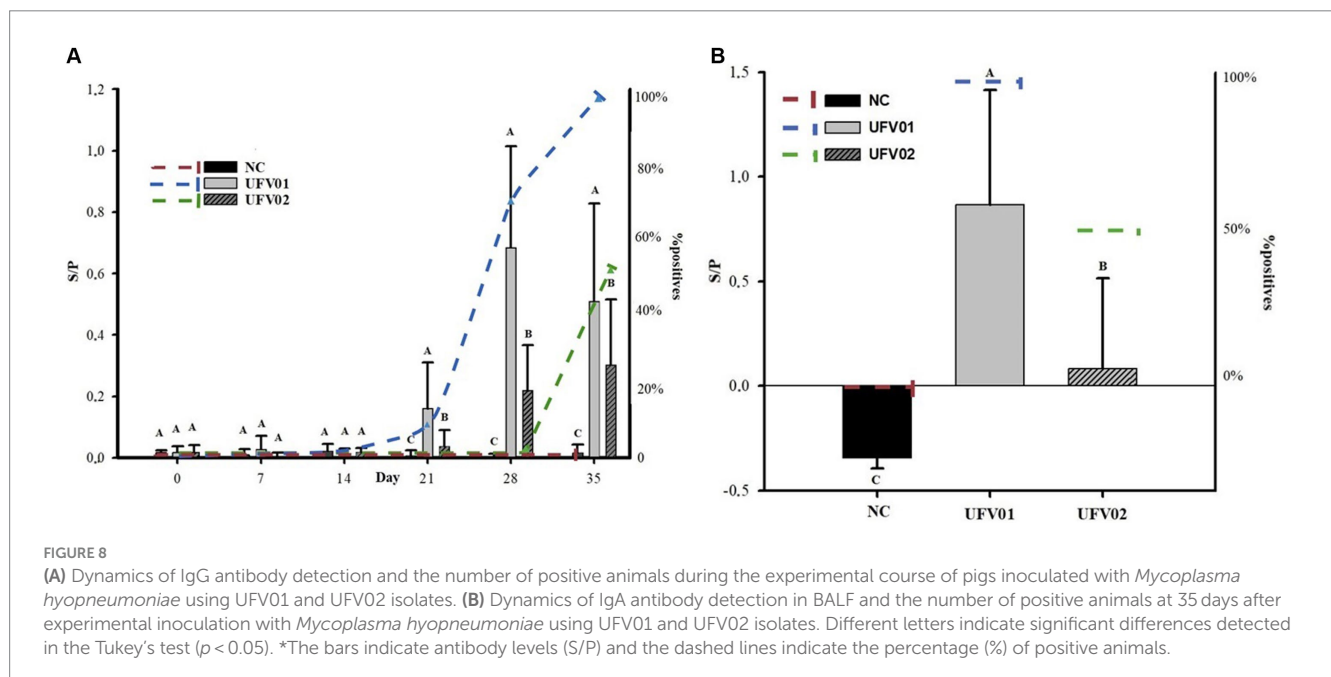 A
1,2
1,0
0,8
0,6
0,4
0,2
0,0
S/P
100%
80%
60%
40%
20%
0
%positives
NC
UFV01
UFV02
A A A
A A A
A A A
C A B
C A B
C A B
0 7 14 Day 21 28 35
B
1,5
1,0
0,5
0,0
-0,5
S/P
100%
50%
0%
%positives
NC
UFV01
UFV02
C
A
B
NC UFV01 UFV02
FIGURE 8
(A) Dynamics of IgG antibody detection and the number of positive animals during the experimental course of pigs inoculated with Mycoplasma
hyopneumoniae using UFV01 and UFV02 isolates. (B) Dynamics of IgA antibody detection in BALF and the number of positive animals at 35 days after
experimental inoculation with Mycoplasma hyopneumoniae using UFV01 and UFV02 isolates. Different letters indicate significant differences detected
in the Tukey's test (p < 0.05). *The bars indicate antibody levels (S/P) and the dashed lines indicate the percentage (%) of positive animals.